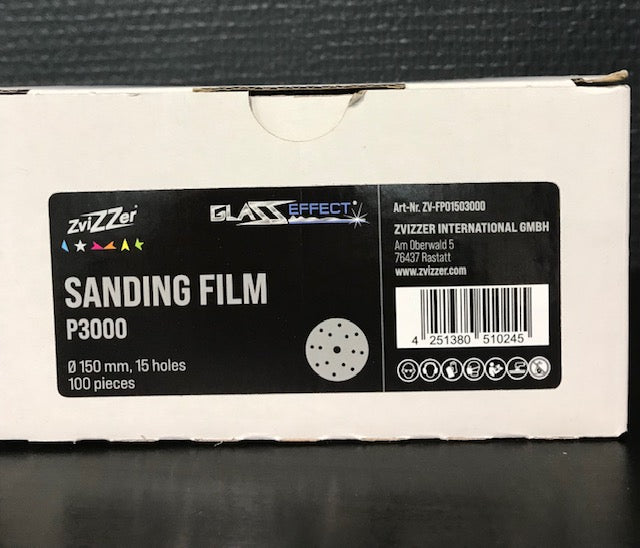 ZviZZer
GLASS EFFECT
SANDING FILM
P3000
Ø 150 mm, 15 holes
100 pieces
Art-Nr. ZV-FP01503000
ZVIZZER INTERNATIONAL GMBH
Am Oberwald 5
76437 Rastatt
www.zvizzer.com
4 251380 510245